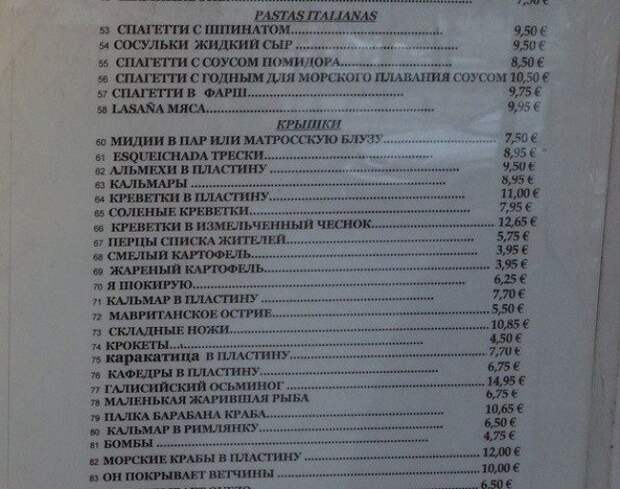 7,50 €
PASTAS ITALIANAS
53 СПАГЕТТИ С ШПИНАТОМ 9,50 €
54 СОСУЛЬКИ ЖИДКИЙ СЫР 9,50 €
55 СПАГЕТТИ С СОУСОМ ПОМИДОРА 8,50 €
56 СПАГЕТТИ С ГОДНЫМ ДЛЯ МОРСКОГО ПЛАВАНИЯ СОУСОМ 10,50 €
57 СПАГЕТТИ В ФАРШ 9,75 €
58 LASAÑA МЯСА 9,95 €
КРЫШКИ
60 МИДИИ В ПАР ИЛИ МАТРОССКУЮ БЛУЗУ 7,50 €
61 ESQUEICHADA ТРЕСКИ 8,95 €
62 АЛЬМЕХИ В ПЛАСТИНУ 9,50 €
63 КАЛЬМАРЫ 8,95 €
64 КРЕВЕТКИ В ПЛАСТИНУ 11,00 €
65 СОЛЕНЫЕ КРЕВЕТКИ 7,95 €
66 КРЕВЕТКИ В ИЗМЕЛЬЧЕННЫЙ ЧЕСНОК 12,65 €
67 ПЕРЦЫ СПИСКА ЖИТЕЛЕЙ 5,75 €
68 СМЕЛЫЙ КАРТОФЕЛЬ 3,95 €
69 ЖАРЕНЫЙ КАРТОФЕЛЬ 3,95 €
70 Я ШОКИРУЮ 6,25 €
71 КАЛЬМАР В ПЛАСТИНУ 7,70 €
72 МАВРИТАНСКОЕ ОСТРИЕ 5,50 €
73 СКЛАДНЫЕ НОЖИ 10,85 €
74 КРОКЕТЫ 4,50 €
75 каракатица В ПЛАСТИНУ 7,70 €
76 КАФЕДРЫ В ПЛАСТИНУ 6,75 €
77 ГАЛИСИЙСКИЙ ОСЬМИНОГ 14,95 €
78 МАЛЕНЬКАЯ ЖАРИВШАЯ РЫБА 6,75 €
79 ПАЛКА БАРАБАНА КРАБА 10,65 €
80 КАЛЬМАР В РИМЛЯНКУ 6,50 €
81 БОМБЫ 4,75 €
82 МОРСКИЕ КРАБЫ В ПЛАСТИНУ 12,00 €
83 ОН ПОКРЫВАЕТ ВЕТЧИНЫ 10,00 €
6,50 €